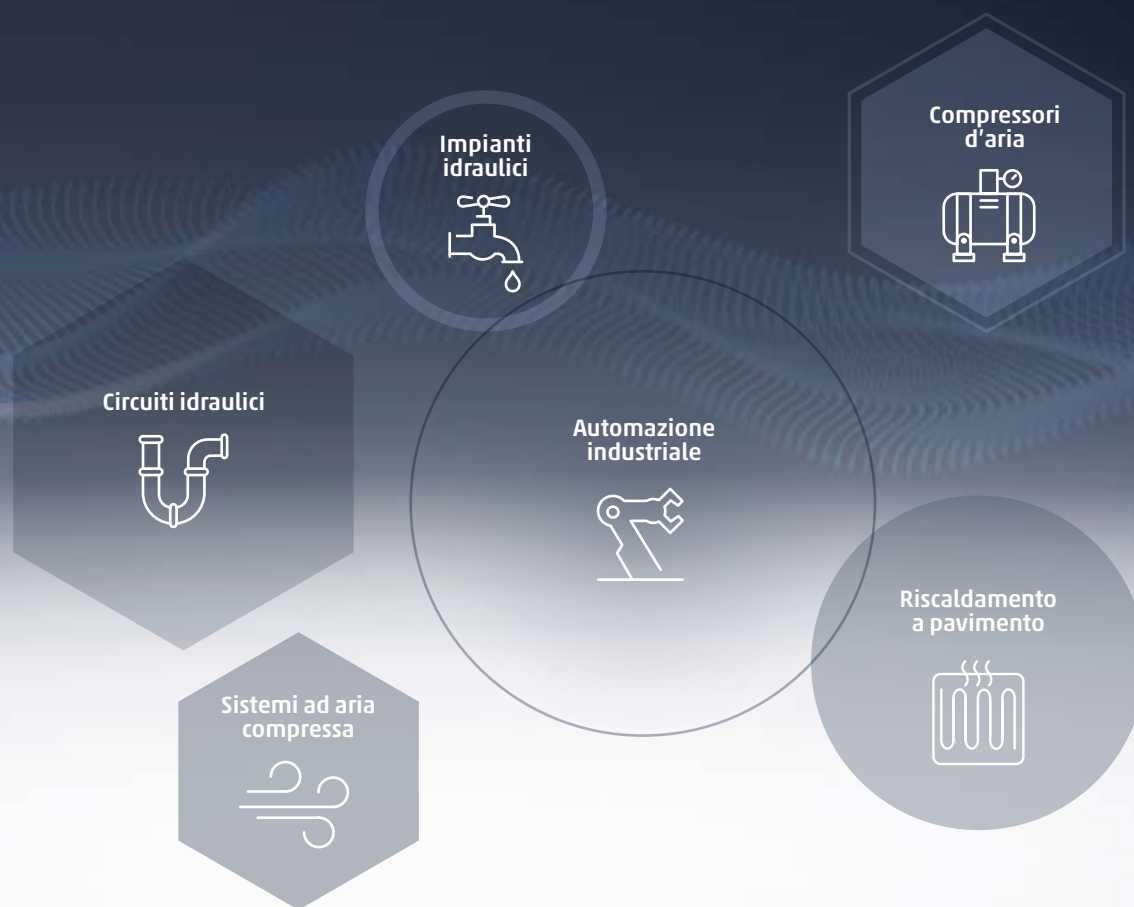 Compressori
d'aria
Impianti
idraulici
Circuiti idraulici
Automazione
industriale
Riscaldamento
a pavimento
Sistemi ad aria
compressa